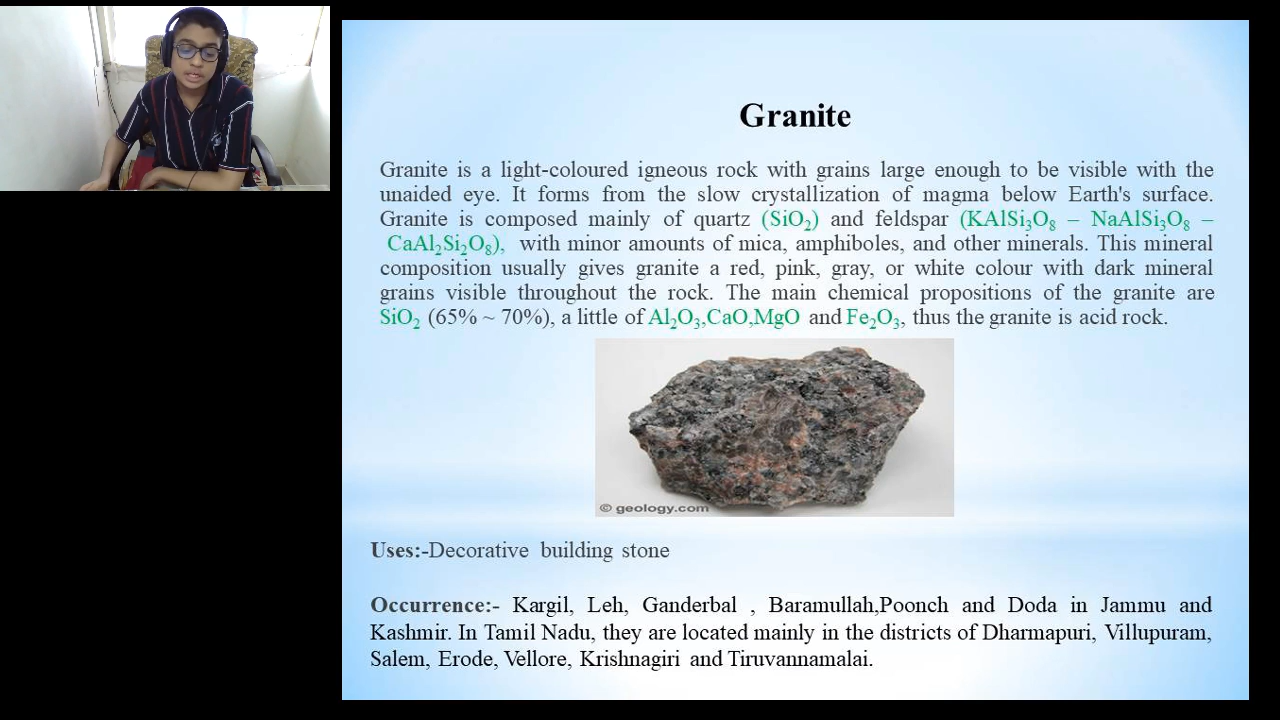 Granite
Granite is a light-coloured igneous rock with grains large enough to be visible with the
unaided eye. It forms from the slow crystallization of magma below Earth's surface.
Granite is composed mainly of quartz (SiO₂) and feldspar (KAlSi₃O₈ – NaAlSi₃O₈ –
CaAl₂Si₂O₈), with minor amounts of mica, amphiboles, and other minerals. This mineral
composition usually gives granite a red, pink, gray, or white colour with dark mineral
grains visible throughout the rock. The main chemical propositions of the granite are
SiO₂ (65% ~ 70%), a little of Al₂O₃,CaO,MgO and Fe₂O₃, thus the granite is acid rock.
© geology.com
Uses:-Decorative building stone
Occurrence:- Kargil, Leh, Ganderbal , Baramullah,Poonch and Doda in Jammu and
Kashmir. In Tamil Nadu, they are located mainly in the districts of Dharmapuri, Villupuram,
Salem, Erode, Vellore, Krishnagiri and Tiruvannamalai.